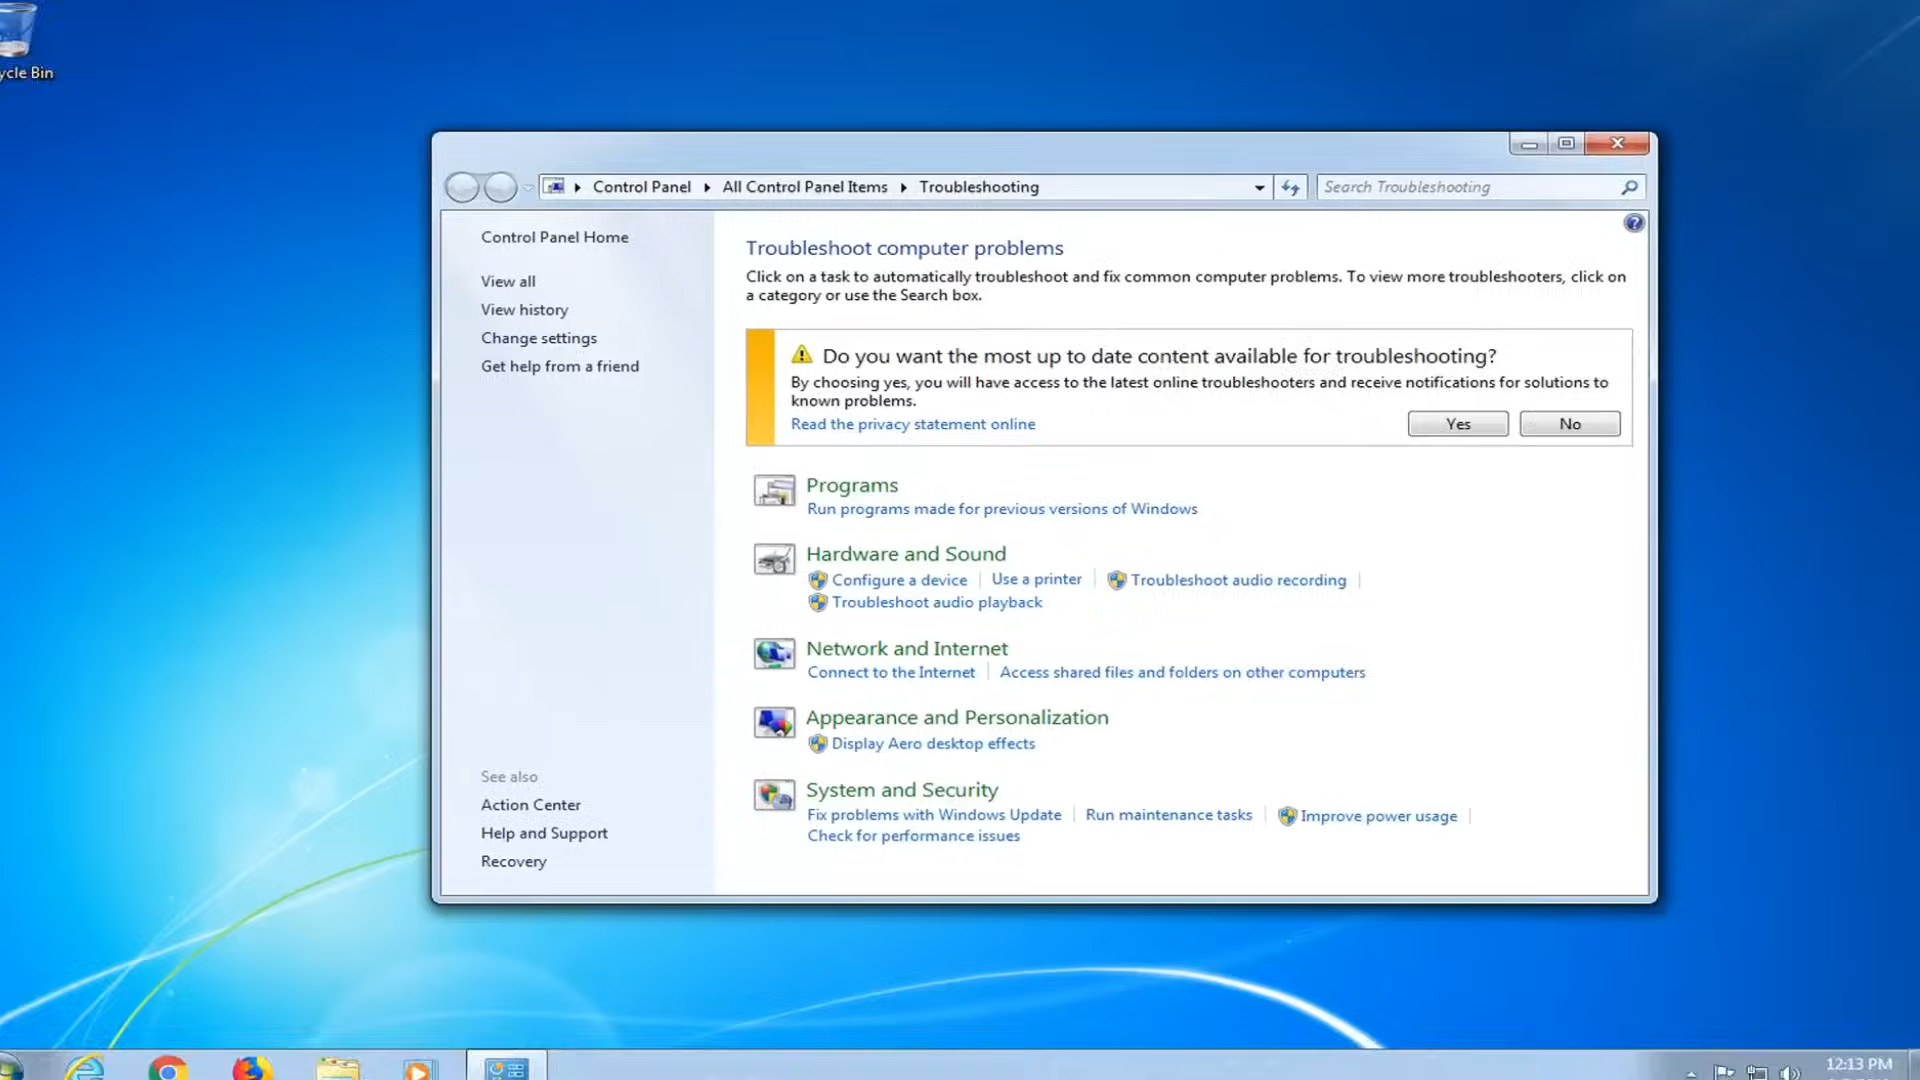 ycle Bin
Control Panel
All Control Panel Items
Troubleshooting
Search Troubleshooting
Control Panel Home
View all
View history
Change settings
Get help from a friend
See also
Action Center
Help and Support
Recovery
Troubleshoot computer problems
Click on a task to automatically troubleshoot and fix common computer problems. To view more troubleshooters, click on
a category or use the Search box.
Do you want the most up to date content available for troubleshooting?
By choosing yes, you will have access to the latest online troubleshooters and receive notifications for solutions to
known problems.
Read the privacy statement online
Yes
No
Programs
Run programs made for previous versions of Windows
Hardware and Sound
Configure a device
Use a printer
Troubleshoot audio recording
Troubleshoot audio playback
Network and Internet
Connect to the Internet
Access shared files and folders on other computers
Appearance and Personalization
Display Aero desktop effects
System and Security
Fix problems with Windows Update
Run maintenance tasks
Improve power usage
Check for performance issues
12:13 PM